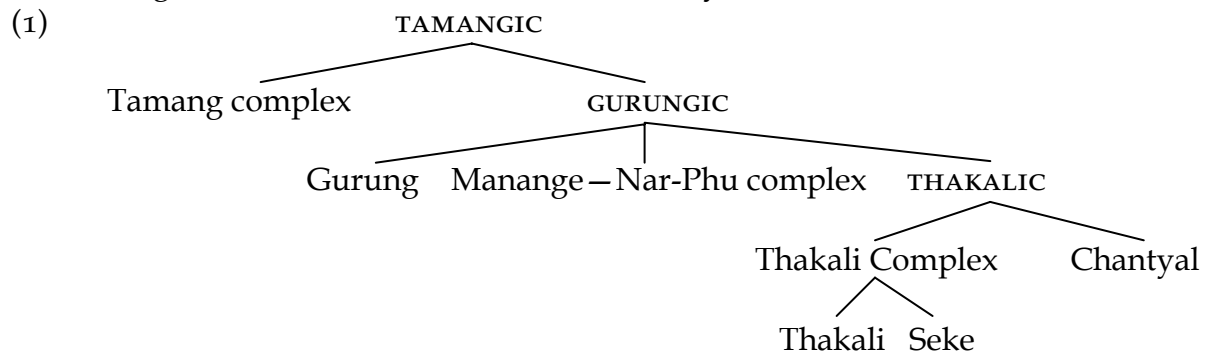 (1) TAMANGIC
Tamang complex GURUNGIC
Gurung Manange—Nar-Phu complex THAKALIC
Thakali Complex Chantyal
Thakali Seke